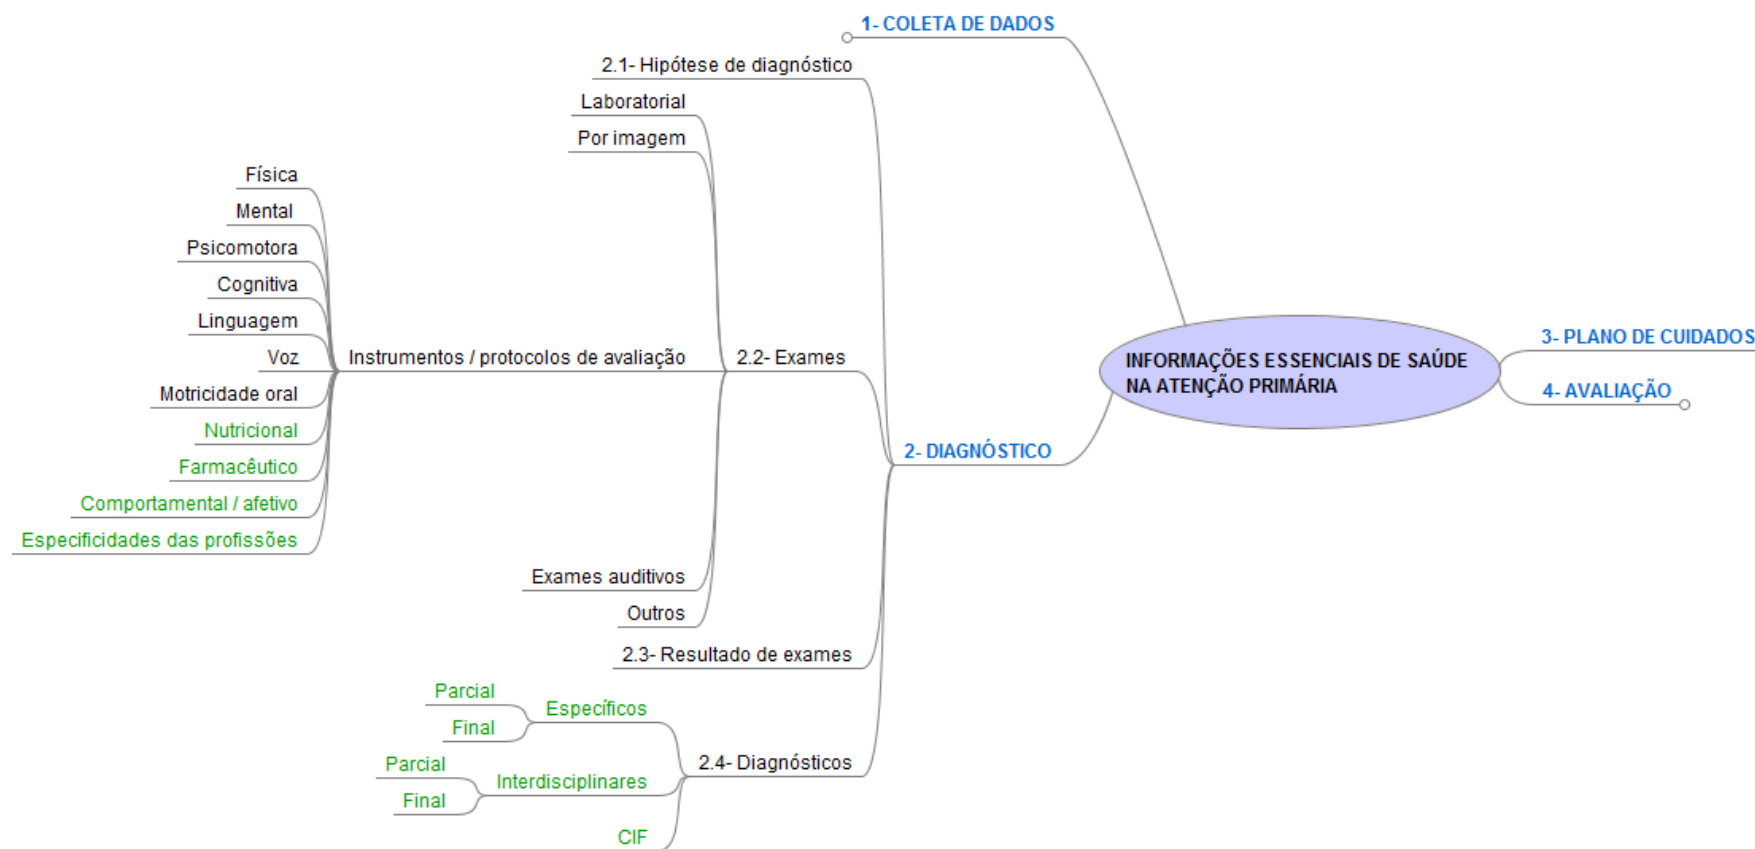 1- COLETA DE DADOS
2.1- Hipótese de diagnóstico
Laboratorial
Por imagem
Física
Mental
Psicomotora
Cognitiva
Linguagem
Voz
Motricidade oral
Nutricional
Farmacêutico
Comportamental / afetivo
Especificidades das profissões
Instrumentos / protocolos de avaliação
2.2- Exames
Exames auditivos
Outros
2.3- Resultado de exames
Parcial
Final
Específicos
Parcial
Final
Interdisciplinares
CIF
2.4- Diagnósticos
2- DIAGNÓSTICO
INFORMAÇÕES ESSENCIAIS DE SAÚDE
NA ATENÇÃO PRIMÁRIA
3- PLANO DE CUIDADOS
4- AVALIAÇÃO